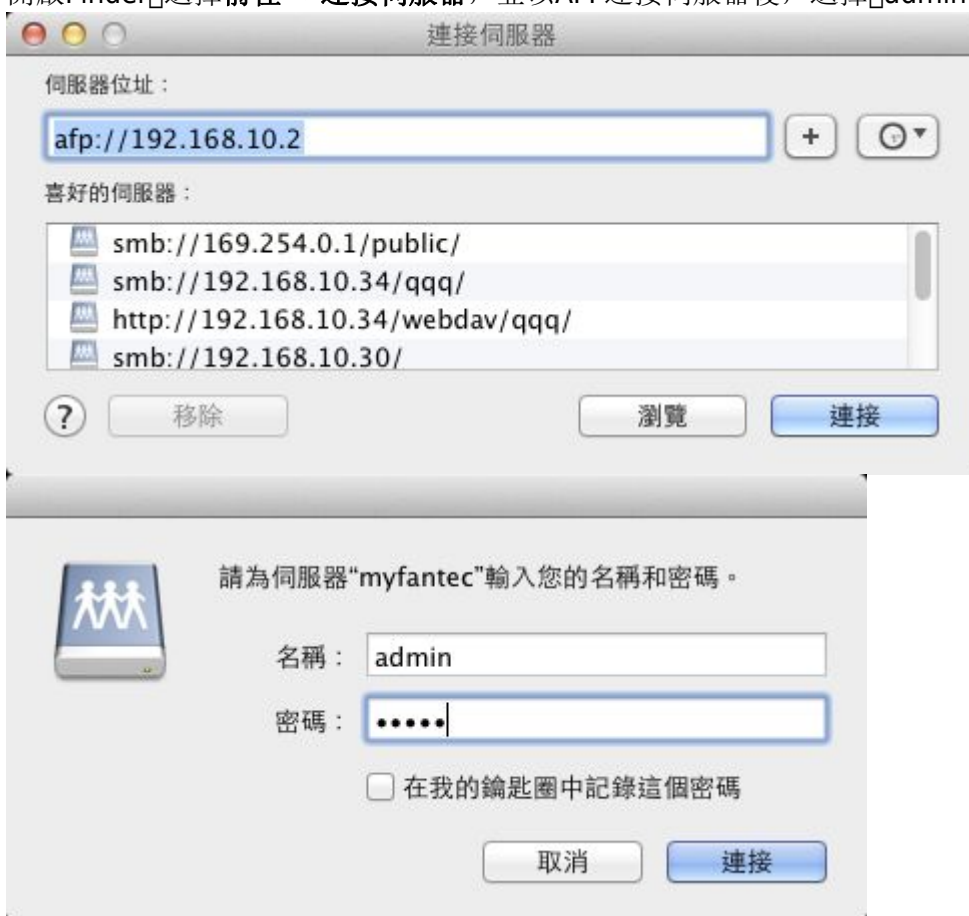 連接伺服器
伺服器位址：
afp://192.168.10.2
+
喜好的伺服器：
smb://169.254.0.1/public/
smb://192.168.10.34/qqq/
http://192.168.10.34/webdav/qqq/
smb://192.168.10.30/
? 移除 瀏覽 連接
請為伺服器“myfantec”輸入您的名稱和密碼。
名稱： admin
密碼： •••••
在我的鑰匙圈中記錄這個密碼
取消 連接